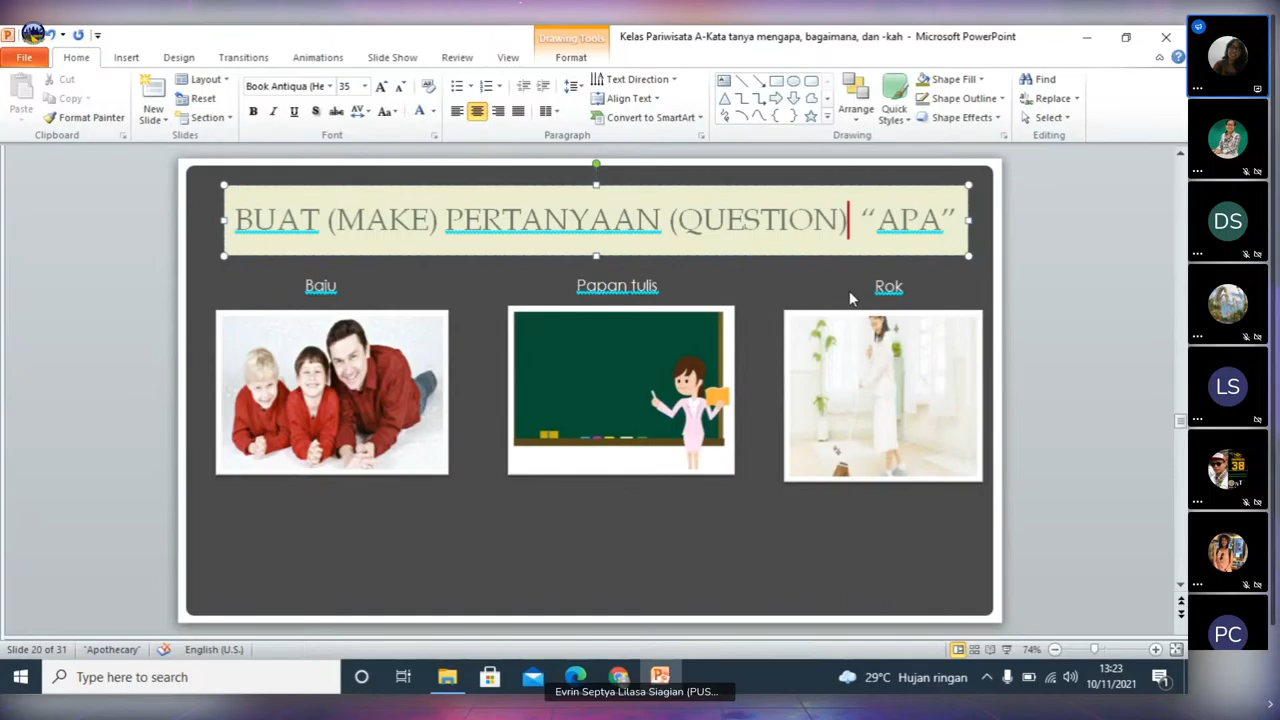 Kelas Pariwisata A-Kata tanya mengapa, bagaimana, dan -kah - Microsoft PowerPoint
Drawing Tools
File Home Insert Design Transitions Animations Slide Show Review View Format
Paste
Cut
Copy
Format Painter
Clipboard
New Slide
Layout
Reset
Section
Slides
Book Antiqua (He 35
B I U S AV Aa A
Font
Text Direction
Align Text
Convert to SmartArt
Paragraph
Arrange
Quick Styles
Shape Fill
Shape Outline
Shape Effects
Drawing
Find
Replace
Select
Editing
BUAT (MAKE) PERTANYAAN (QUESTION) “APA”
Baju Papan tulis Rok
DS
LS
38
PC
Slide 20 of 31 "Apothecary" English (U.S.) 74%
Type here to search
29°C Hujan ringan
13:23
10/11/2021
1
Evrin Septya Lilasa Siagian (PUS...